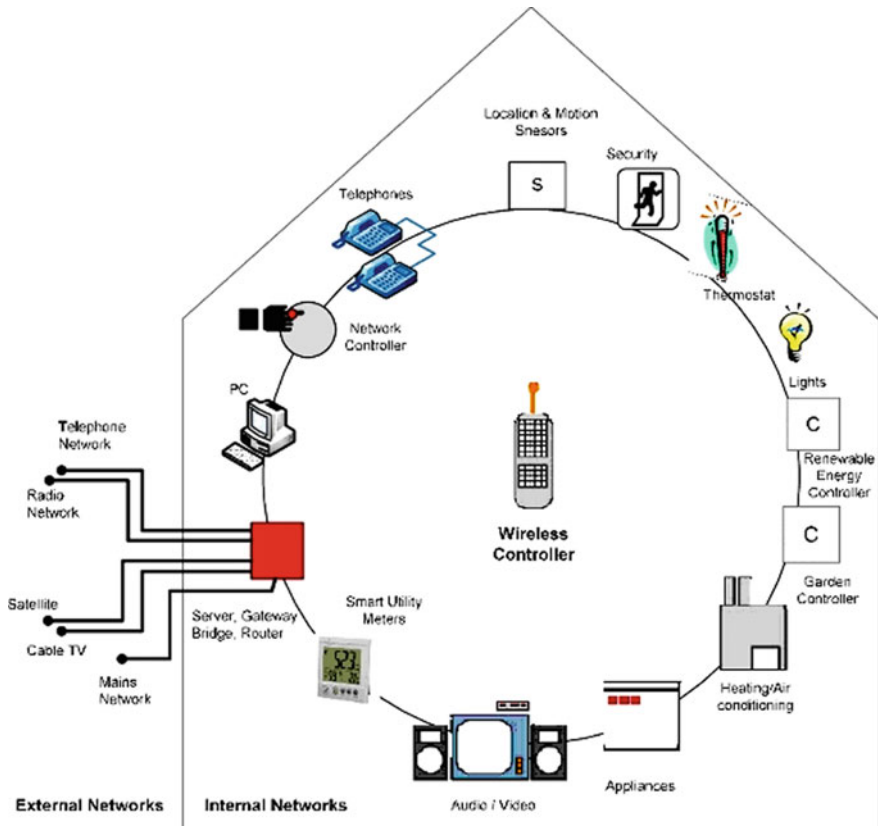 Location & Motion
Snesors
Security
S
Telephones
Thermostat
Network
Controller
Lights
PC
C
Renewable
Energy
Controller
Telephone
Network
Radio
Network
Wireless
Controller
C
Garden
Controller
Satellite
Cable TV
Server, Gateway
Bridge, Router
Smart Utility
Meters
523
Mains
Network
Heating/Air
conditioning
Appliances
Audio / Video
External Networks
Internal Networks